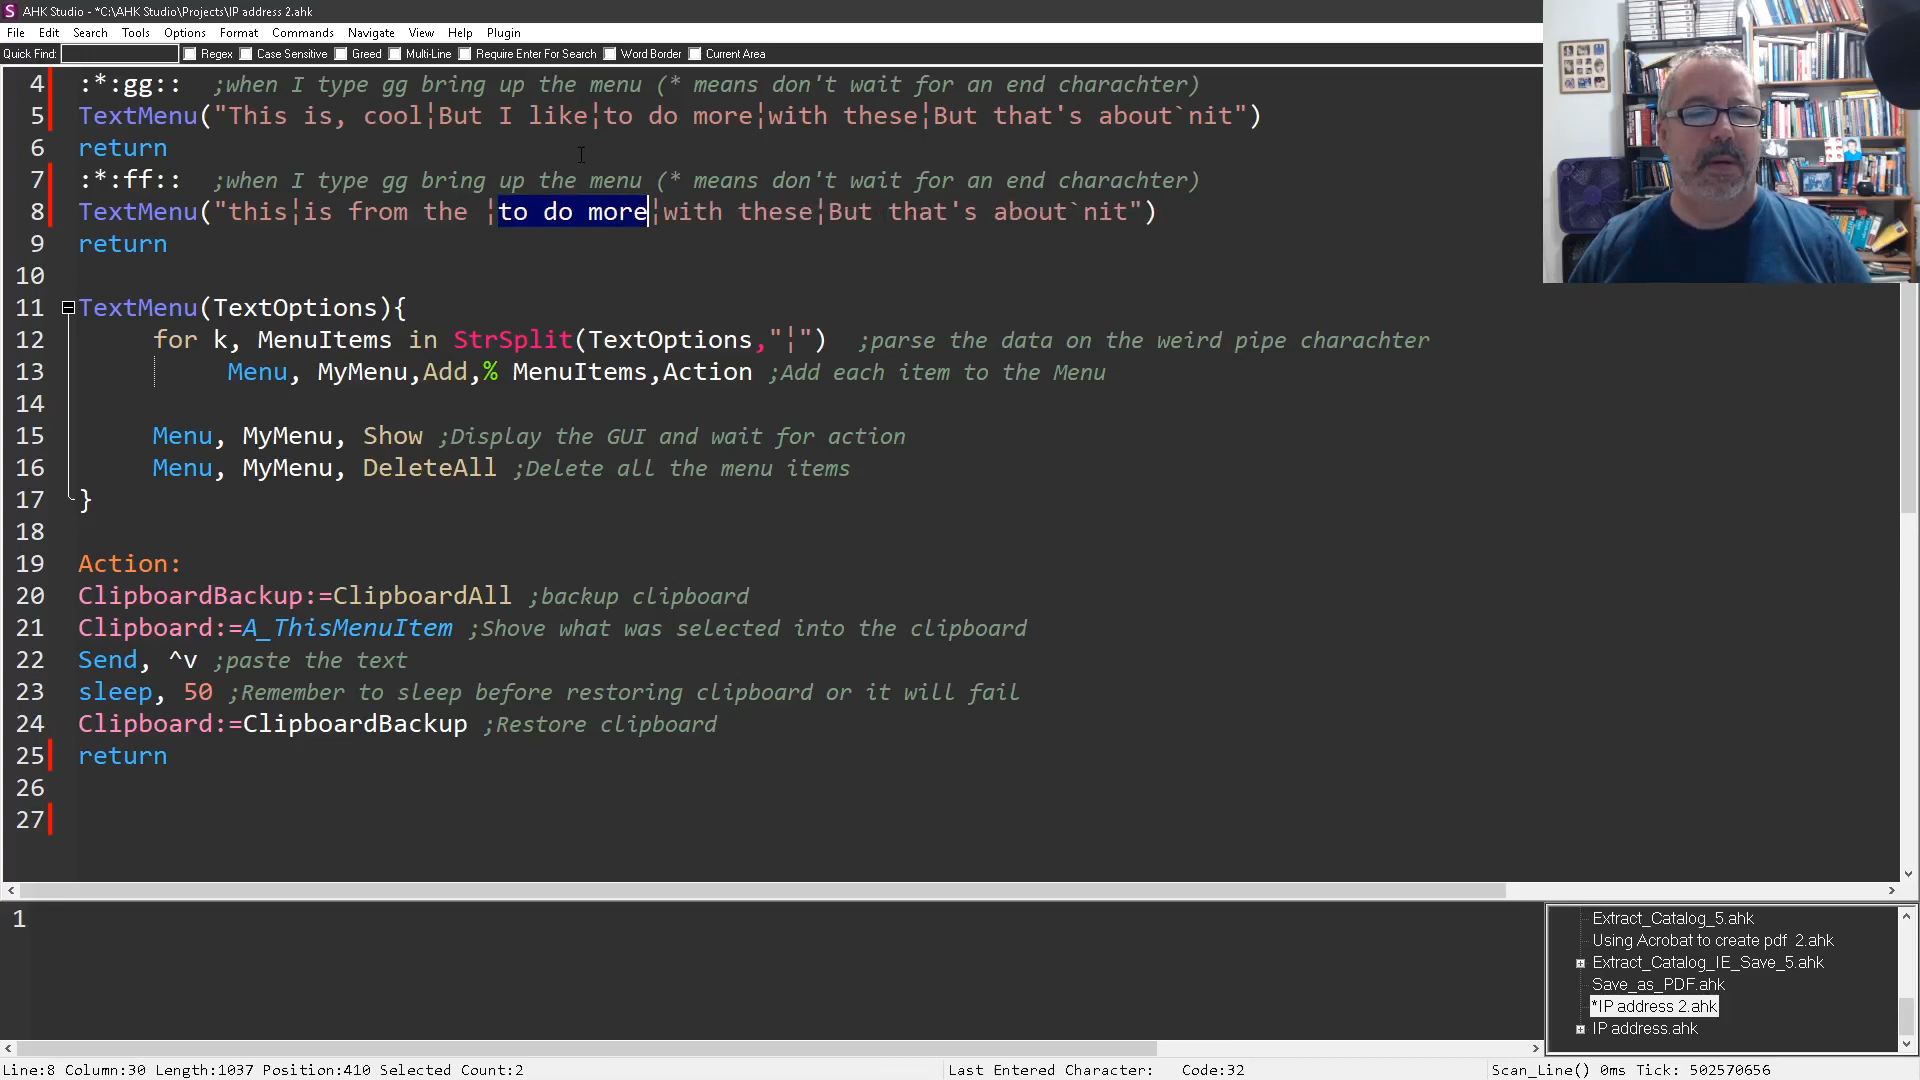 AHK Studio - *C:\AHK Studio\Projects\IP address 2.ahk
File Edit Search Tools Options Format Commands Navigate View Help Plugin
Quick Find: Regex Case Sensitive Greed Multi-Line Require Enter For Search Word Border Current Area
4 :*:gg:: ;when I type gg bring up the menu (* means don't wait for an end charachter)
5 TextMenu("This is, cool¦But I like¦to do more¦with these¦But that's about`nit")
6 return
7 :*:ff:: ;when I type gg bring up the menu (* means don't wait for an end charachter)
8 TextMenu("this¦is from the ¦to do more¦with these¦But that's about`nit")
9 return
10
11 TextMenu(TextOptions){
12 for k, MenuItems in StrSplit(TextOptions,"¦") ;parse the data on the weird pipe charachter
13 Menu, MyMenu,Add,% MenuItems,Action ;Add each item to the Menu
14
15 Menu, MyMenu, Show ;Display the GUI and wait for action
16 Menu, MyMenu, DeleteAll ;Delete all the menu items
17 }
18
19 Action:
20 ClipboardBackup:=ClipboardAll ;backup clipboard
21 Clipboard:=A_ThisMenuItem ;Shove what was selected into the clipboard
22 Send, ^v ;paste the text
23 sleep, 50 ;Remember to sleep before restoring clipboard or it will fail
24 Clipboard:=ClipboardBackup ;Restore clipboard
25 return
26
27
1
Extract_Catalog_5.ahk
Using Acrobat to create pdf 2.ahk
Extract_Catalog_IE_Save_5.ahk
Save_as_PDF.ahk
*IP address 2.ahk
IP address.ahk
Line:8 Column:30 Length:1037 Position:410 Selected Count:2 Last Entered Character: Code:32 Scan_Line() 0ms Tick: 502570656